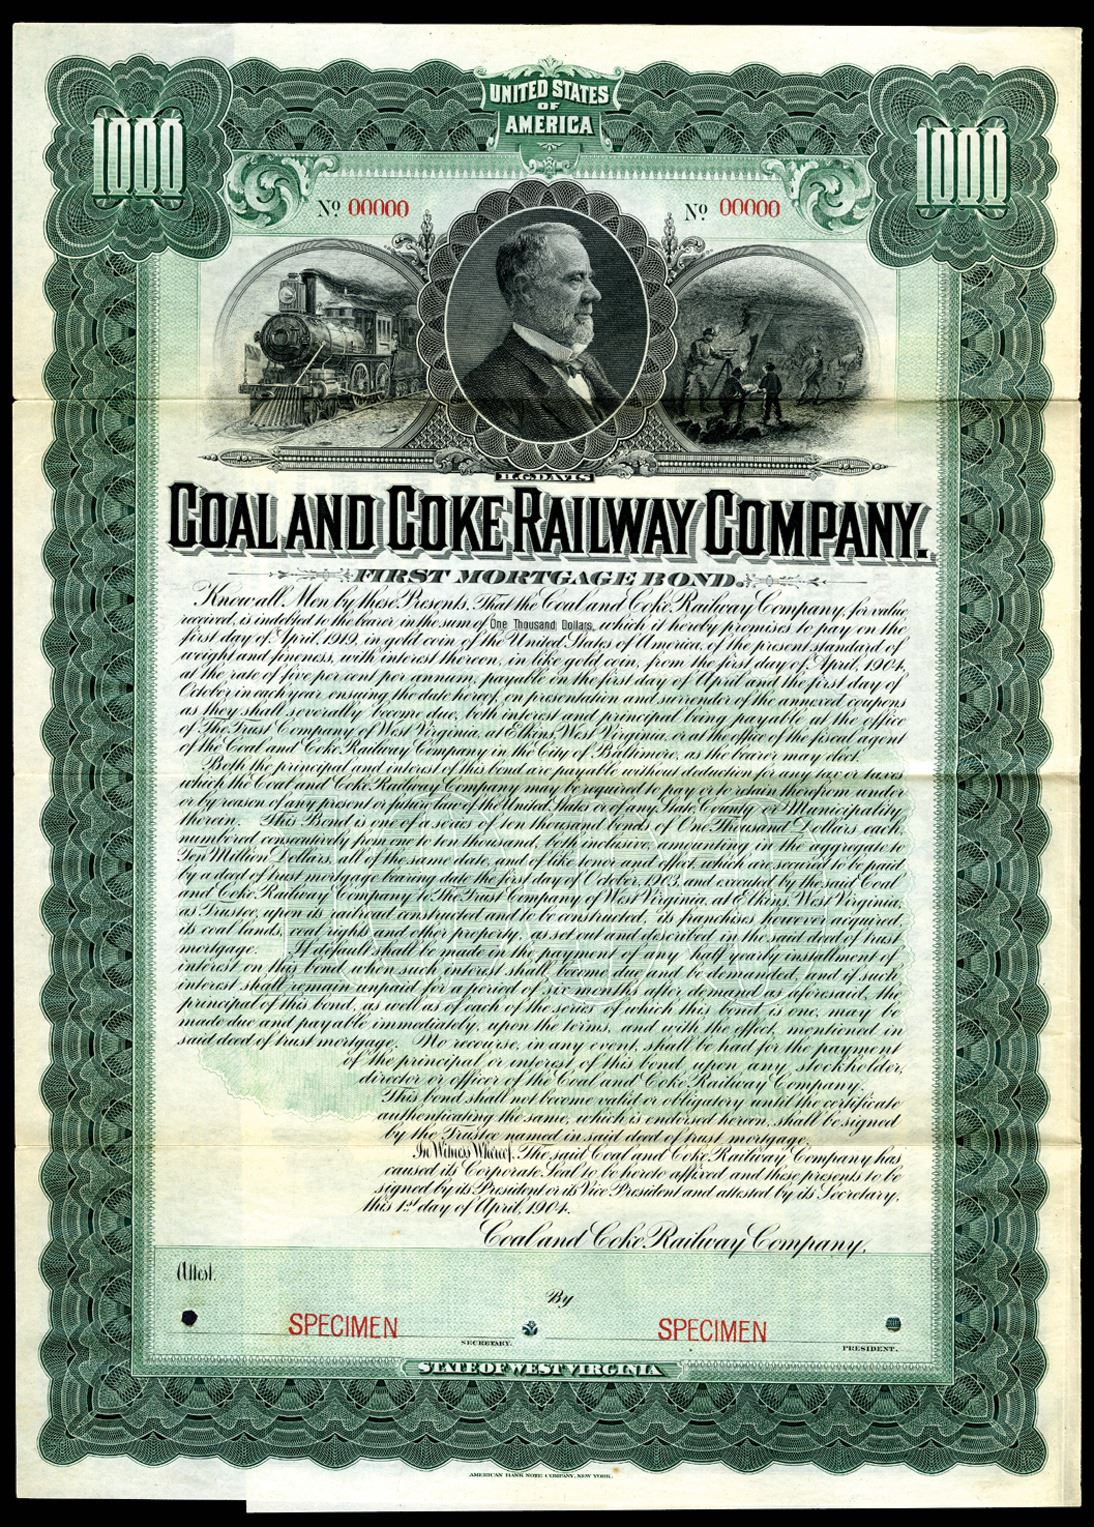 UNITED STATES
OF
AMERICA
1000
1000
Nº 00000
Nº 00000
H.G. DAVIS
COAL AND COKE RAILWAY COMPANY.
FIRST MORTGAGE BOND.
Know all Men by these Presents, That the Coal and Coke Railway Company, for value
received, is indebted to the bearer in the sum of One Thousand Dollars, which it hereby promises to pay on the
first day of April, 1919, in gold coin of the United States of America, of the present standard of
weight and fineness, with interest thereon, in like gold coin, from the first day of April, 1904,
at the rate of five per cent per annum, payable on the first day of April and the first day of
October in each year ensuing the date hereof, on presentation and surrender of the annexed coupons
as they shall severally become due, both interest and principal being payable at the office
of The Trust Company of West Virginia, at Elkins, West Virginia, or at the office of the fiscal agent
of the Coal and Coke Railway Company in the City of Baltimore, as the bearer may elect.
Both the principal and interest of this bond are payable without deduction for any tax or taxes
which the Coal and Coke Railway Company may be required to pay or to retain therefrom under
or by reason of any present or future law of the United States or of any State, County or Municipality
therein. This Bond is one of a series of ten thousand bonds of One Thousand Dollars each,
numbered consecutively from one to ten thousand, both inclusive, amounting in the aggregate to
Ten Million Dollars, all of the same date, and of like tenor and effect, which are secured to be paid
by a deed of trust mortgage bearing date the first day of October, 1903, and executed by the said Coal
and Coke Railway Company to The Trust Company of West Virginia, at Elkins, West Virginia,
as Trustee, upon its railroad constructed and to be constructed, its franchises however acquired,
its coal lands, coal rights and other property, as set out and described in the said deed of trust
mortgage. If default shall be made in the payment of any half yearly installment of
interest on this bond, when such interest shall become due and be demanded, and if such
interest shall remain unpaid for a period of six months after demand as aforesaid, the
principal of this bond, as well as of each of the series of which this bond is one, may be
made due and payable immediately, upon the terms, and with the effect, mentioned in
said deed of trust mortgage. No recourse, in any event, shall be had for the payment
of the principal or interest of this bond upon any stockholder,
director or officer of the Coal and Coke Railway Company.
This bond shall not become valid or obligatory until the certificate
authenticating the same, which is endorsed hereon, shall be signed
by the Trustee named in said deed of trust mortgage.
In Witness Whereof, The said Coal and Coke Railway Company has
caused its Corporate Seal to be hereto affixed and these presents to be
signed by its President or its Vice President and attested by its Secretary,
this 1st day of April, 1904.
Coal and Coke Railway Company,
Attest.
By
SPECIMEN
SECRETARY.
SPECIMEN
PRESIDENT.
STATE OF WEST VIRGINIA
AMERICAN BANK NOTE COMPANY, NEW YORK.